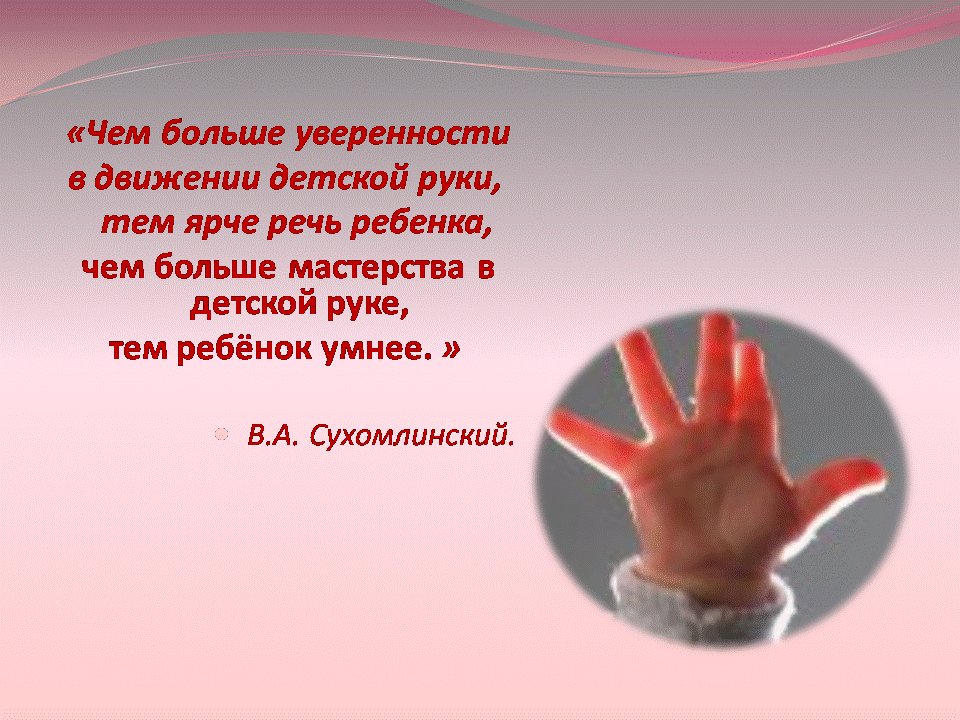 «Чем больше уверенности
в движении детской руки,
тем ярче речь ребенка,
чем больше мастерства в
детской руке,
тем ребёнок умнее. »
В.А. Сухомлинский.